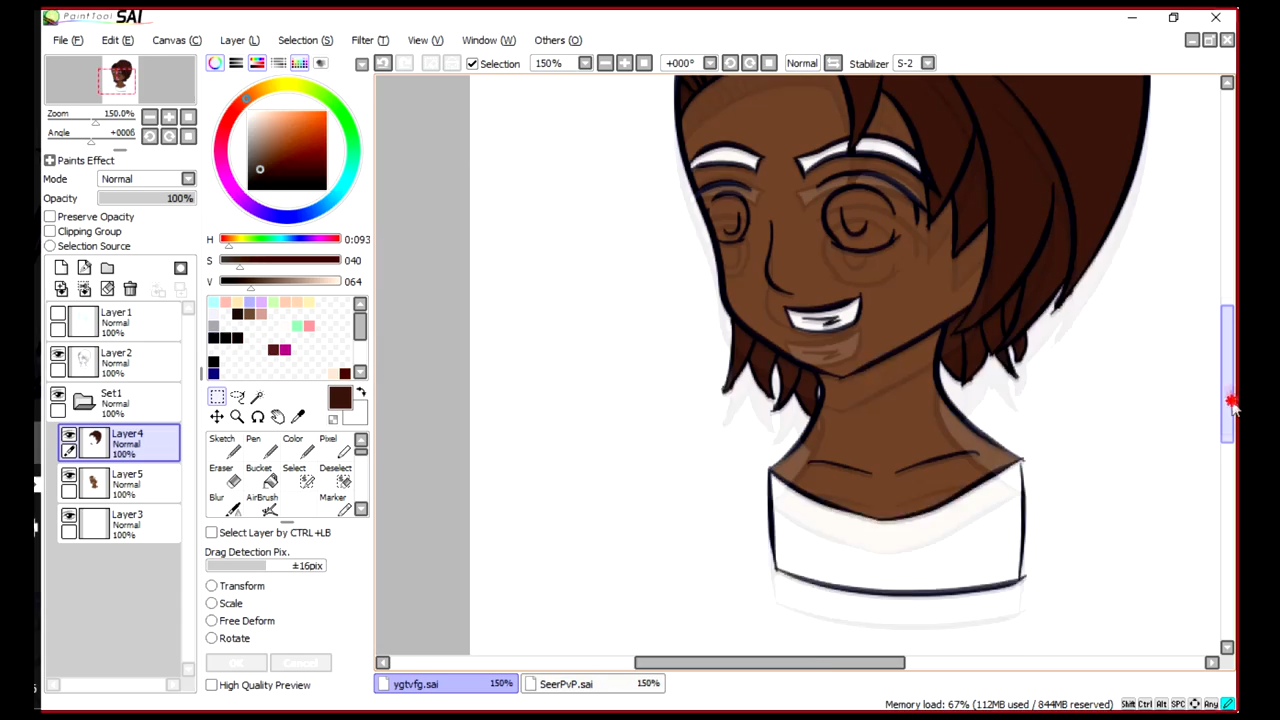 PaintTool SAI
File (F) Edit (E) Canvas (C) Layer (L) Selection (S) Filter (T) View (V) Window (W) Others (O)
Selection 150% +000° Normal Stabilizer S-2
Zoom 150.0%
Angle +0006
Paints Effect
Mode Normal
Opacity 100%
Preserve Opacity
Clipping Group
Selection Source
Layer1
Normal
100%
Layer2
Normal
100%
Set1
Normal
100%
Layer4
Normal
100%
Layer5
Normal
100%
Layer3
Normal
100%
H 0:093
S 040
V 064
Sketch Pen Color Pixel
Eraser Bucket Select Deselect
Blur AirBrush Marker
Select Layer by CTRL+LB
Drag Detection Pix.
±16pix
Transform
Scale
Free Deform
Rotate
OK Cancel
High Quality Preview
ygtvfg.sai 150% SeerPvP.sai 150%
Memory load: 67% (112MB used / 844MB reserved) Shift Ctrl Alt SPC Any